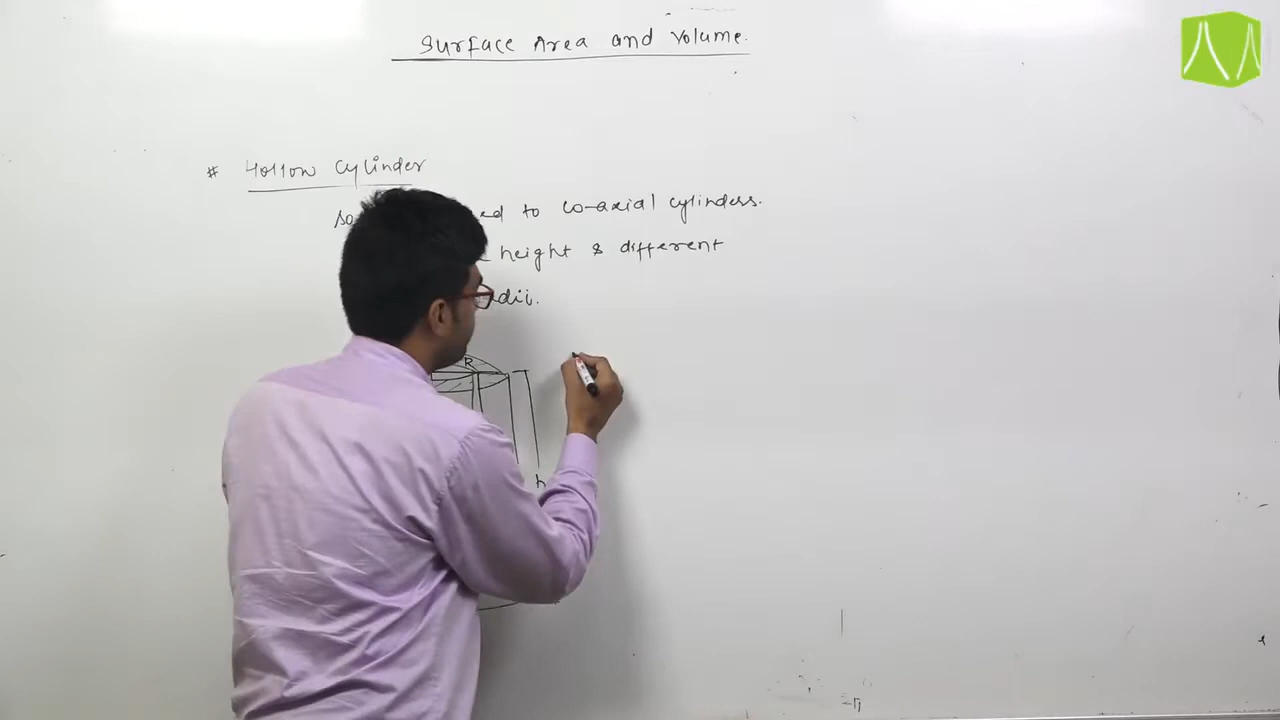 Surface Area and Volume.
# Hollow Cylinder
so ed to co-axial cylinders.
height & different
dii.
R
h